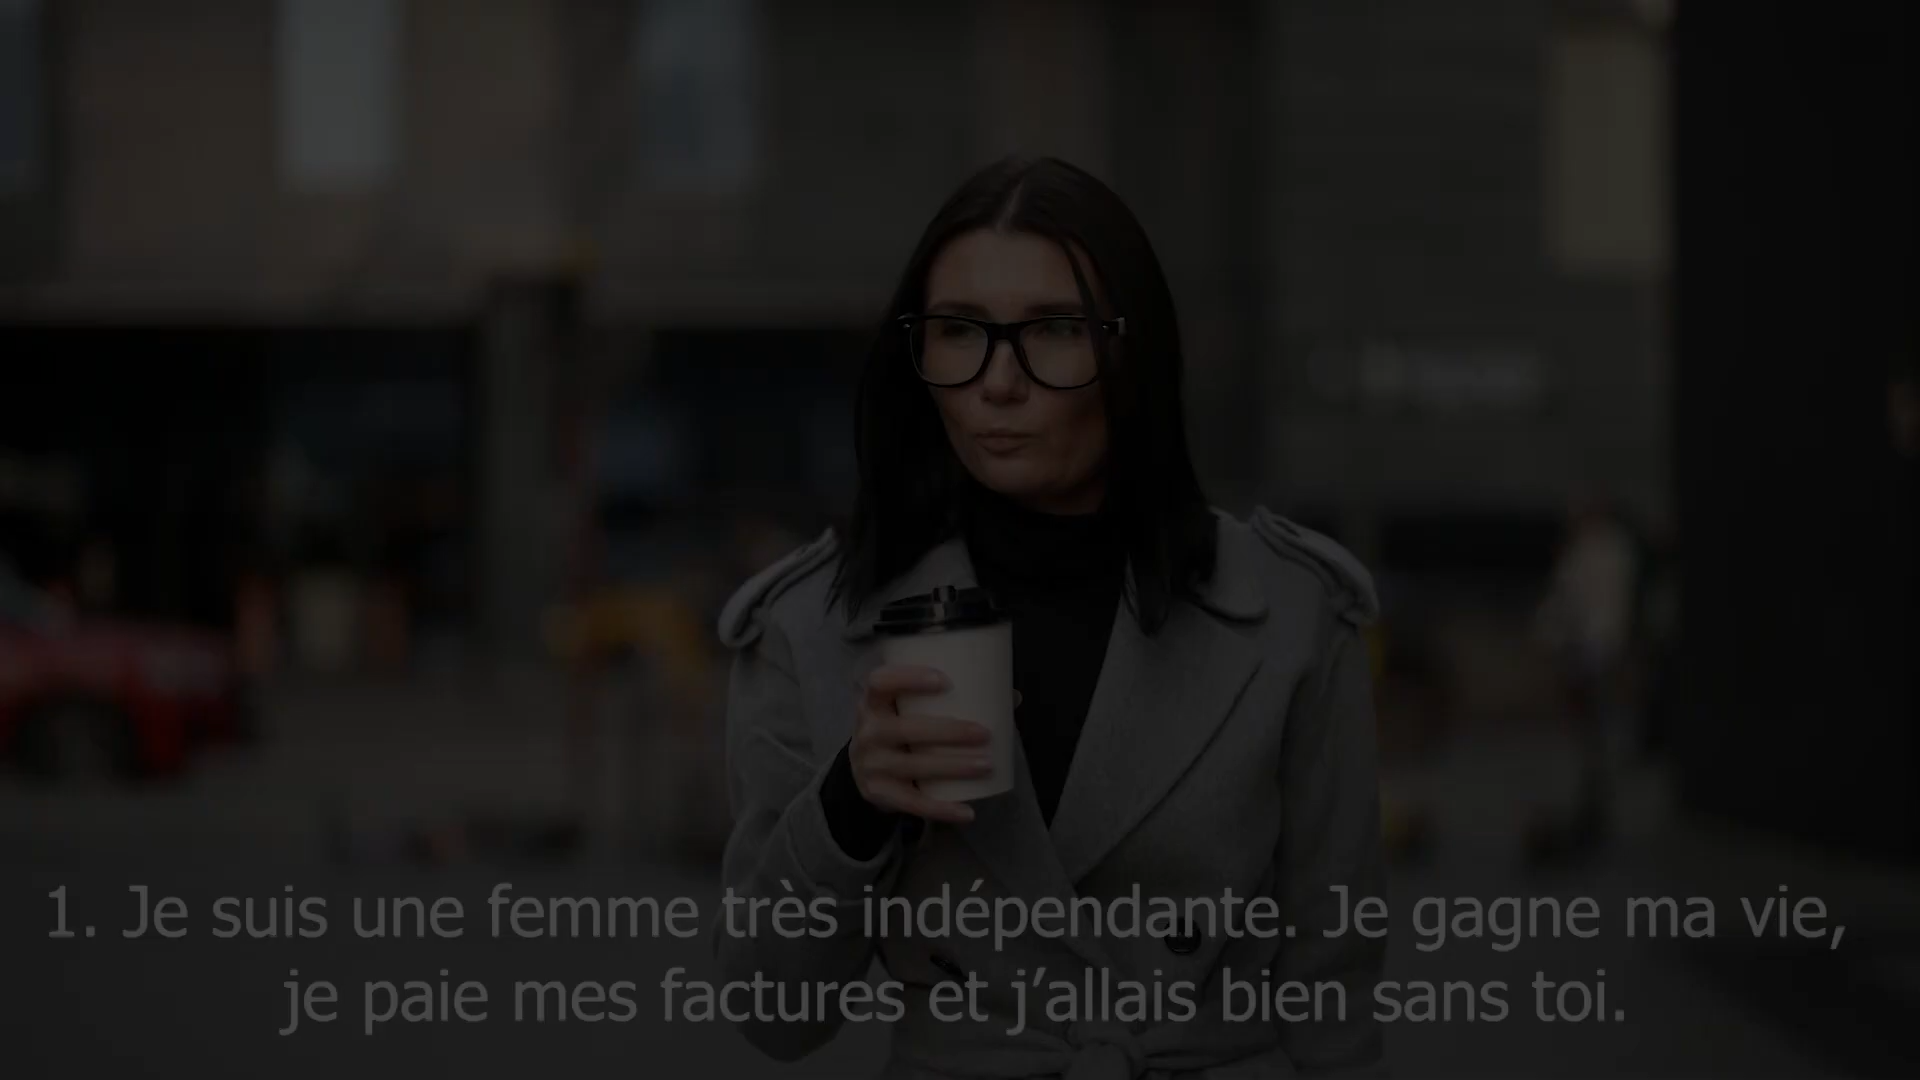 1. Je suis une femme très indépendante. Je gagne ma vie,
je paie mes factures et j’allais bien sans toi.